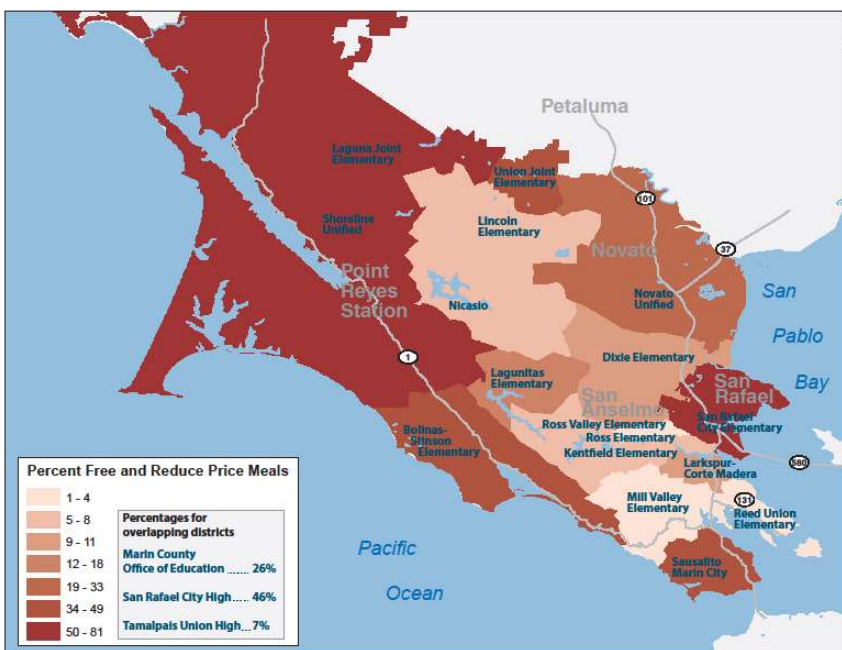 Petaluma
Laguna Joint
Elementary
Union Joint
Elementary
101
Shoreline
Unified
Lincoln
Elementary
37
Novato
Point
Reyes
Station
Nicasio
Novato
Unified
San
Pablo
Bay
1
Dixie Elementary
Lagunitas
Elementary
San
Anselmo
San
Rafael
San Rafael
City Elementary
Bolinas-
Stinson
Elementary
Ross Valley Elementary
Ross Elementary
Kentfield Elementary
Larkspur-
Corte Madera
580
Mill Valley
Elementary
131
Reed Union
Elementary
Sausalito
Marin City
Pacific
Ocean
Percent Free and Reduce Price Meals
1 - 4
5 - 8
9 - 11
12 - 18
19 - 33
34 - 49
50 - 81
Percentages for
overlapping districts
Marin County
Office of Education ...... 26%
San Rafael City High ... 46%
Tamalpais Union High .. 7%